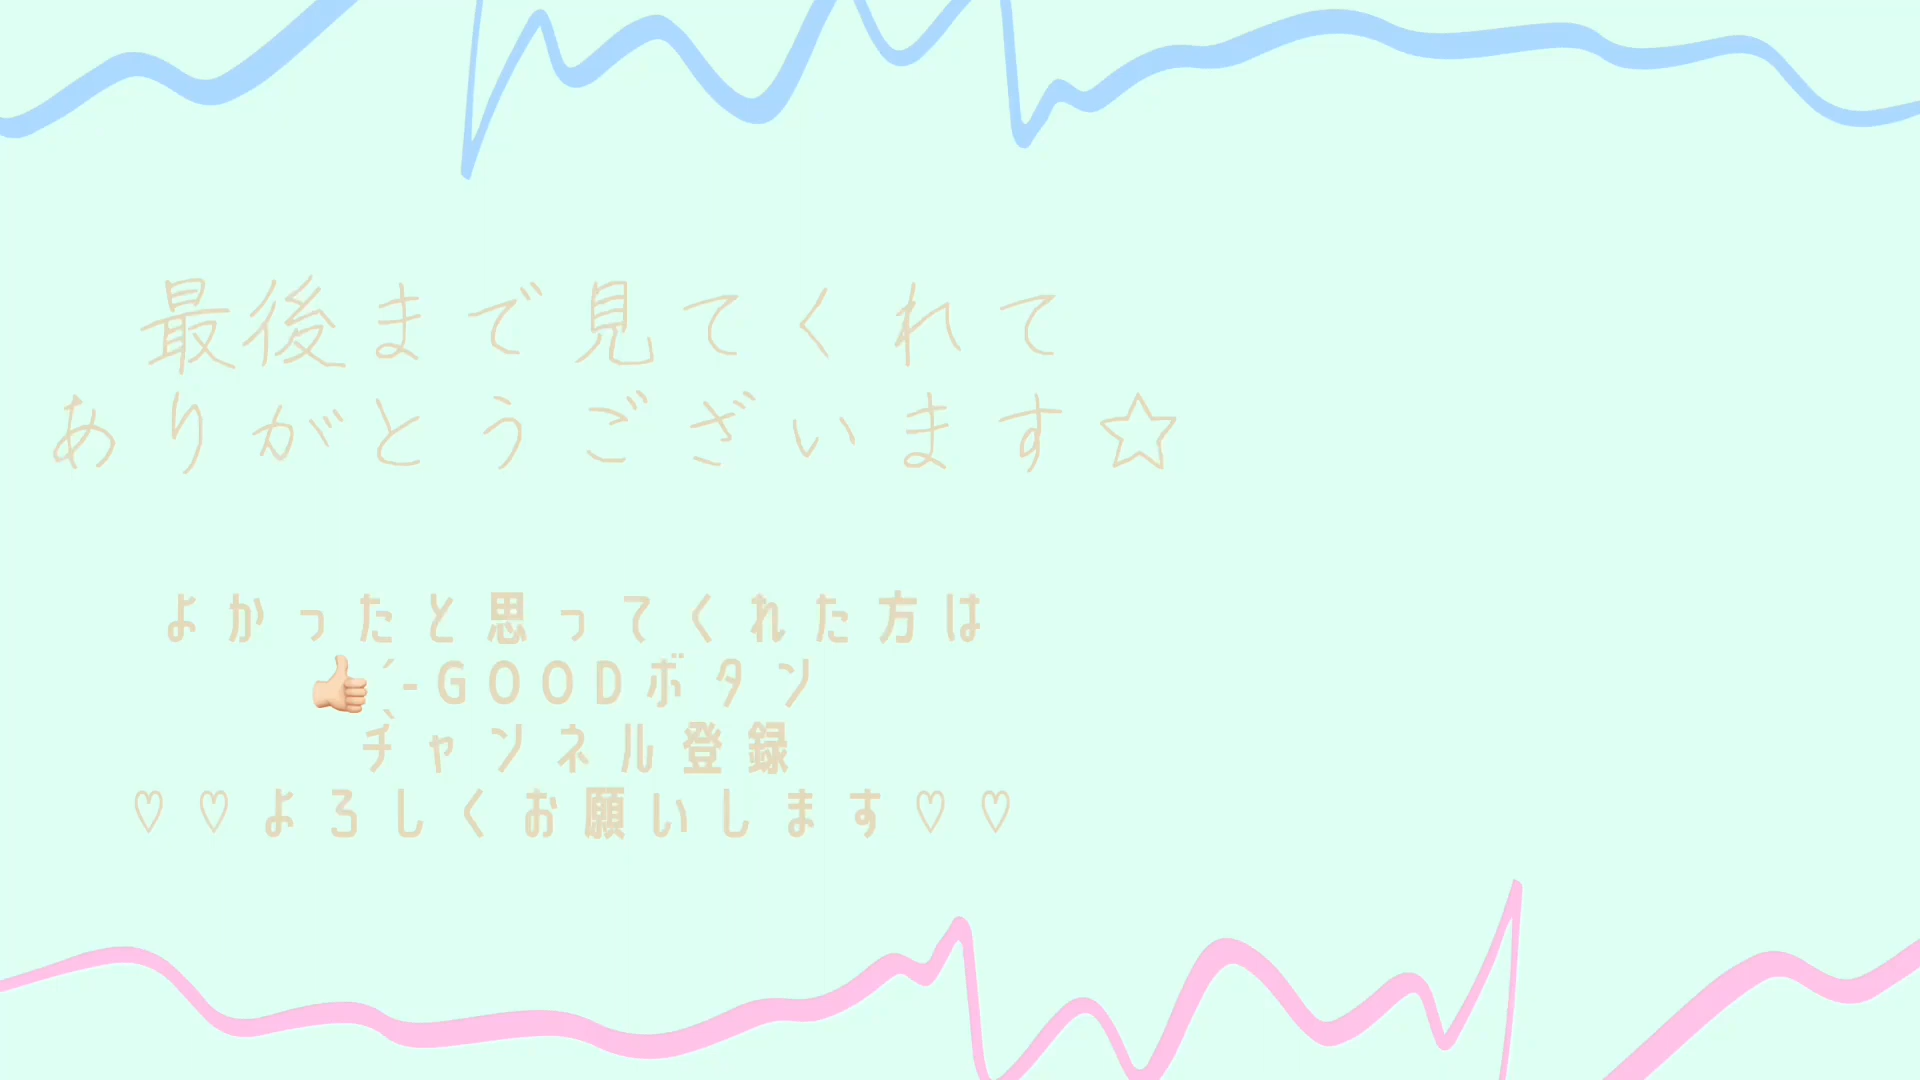 最後まで見てくれて
ありがとうございます☆
よかったと思ってくれた方は
👍🏻 ̖́-GOODボタン
チャンネル登録
♡♡よろしくお願いします♡♡